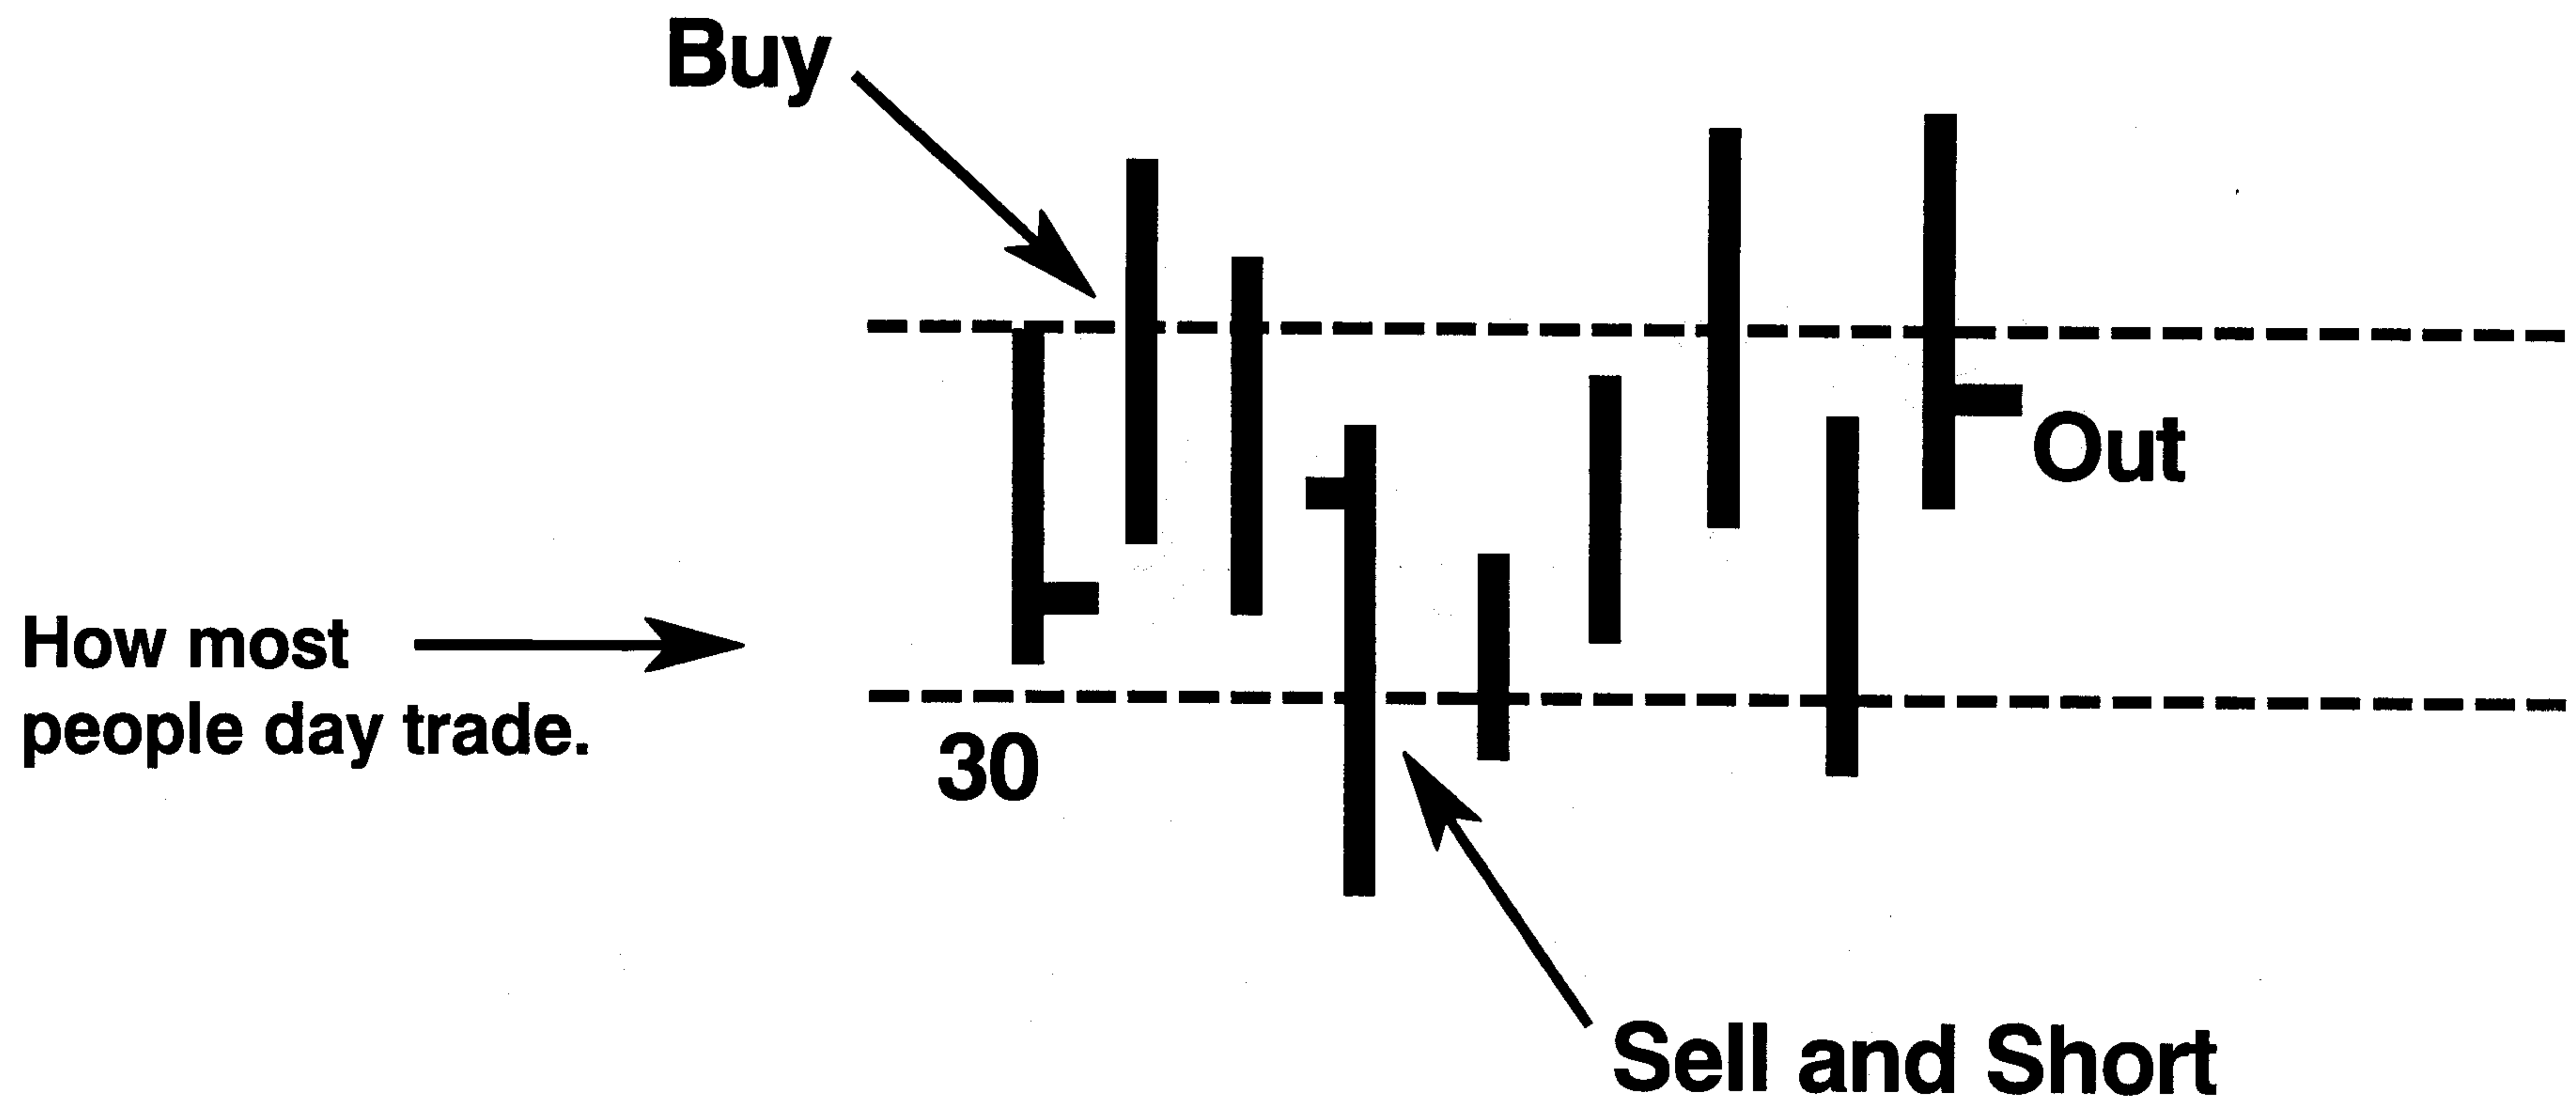 Buy
Out
How most
people day trade.
30
Sell and Short